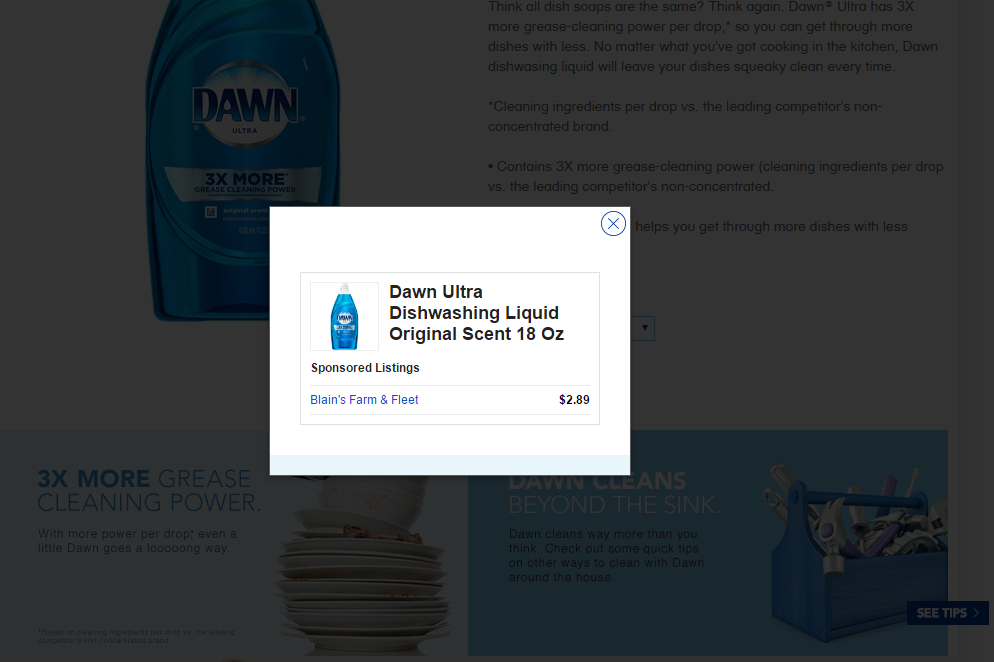 Think all dish soaps are the same? Think again. Dawn® Ultra has 3X
more grease-cleaning power per drop,* so you can get through more
dishes with less. No matter what you've got cooking in the kitchen, Dawn
dishwasing liquid will leave your dishes squeaky clean every time.
*Cleaning ingredients per drop vs. the leading competitor's non-
concentrated brand.
• Contains 3X more grease-cleaning power (cleaning ingredients per drop
vs. the leading competitor's non-concentrated.
helps you get through more dishes with less
DAWN®
ULTRA
3X MORE*
GREASE CLEANING POWER
original scent
Dawn Ultra
Dishwashing Liquid
Original Scent 18 Oz
DAWN
Sponsored Listings
Blain's Farm & Fleet $2.89
▼
3X MORE GREASE
CLEANING POWER.
With more power per drop,* even a
little Dawn goes a looooong way.
*Based on cleaning ingredients per drop vs. the leading
competitor's non-concentrated brand
DAWN CLEANS
BEYOND THE SINK.
Dawn cleans way more than you
think. Check out some quick tips
on other ways to clean with Dawn
around the house.
SEE TIPS >